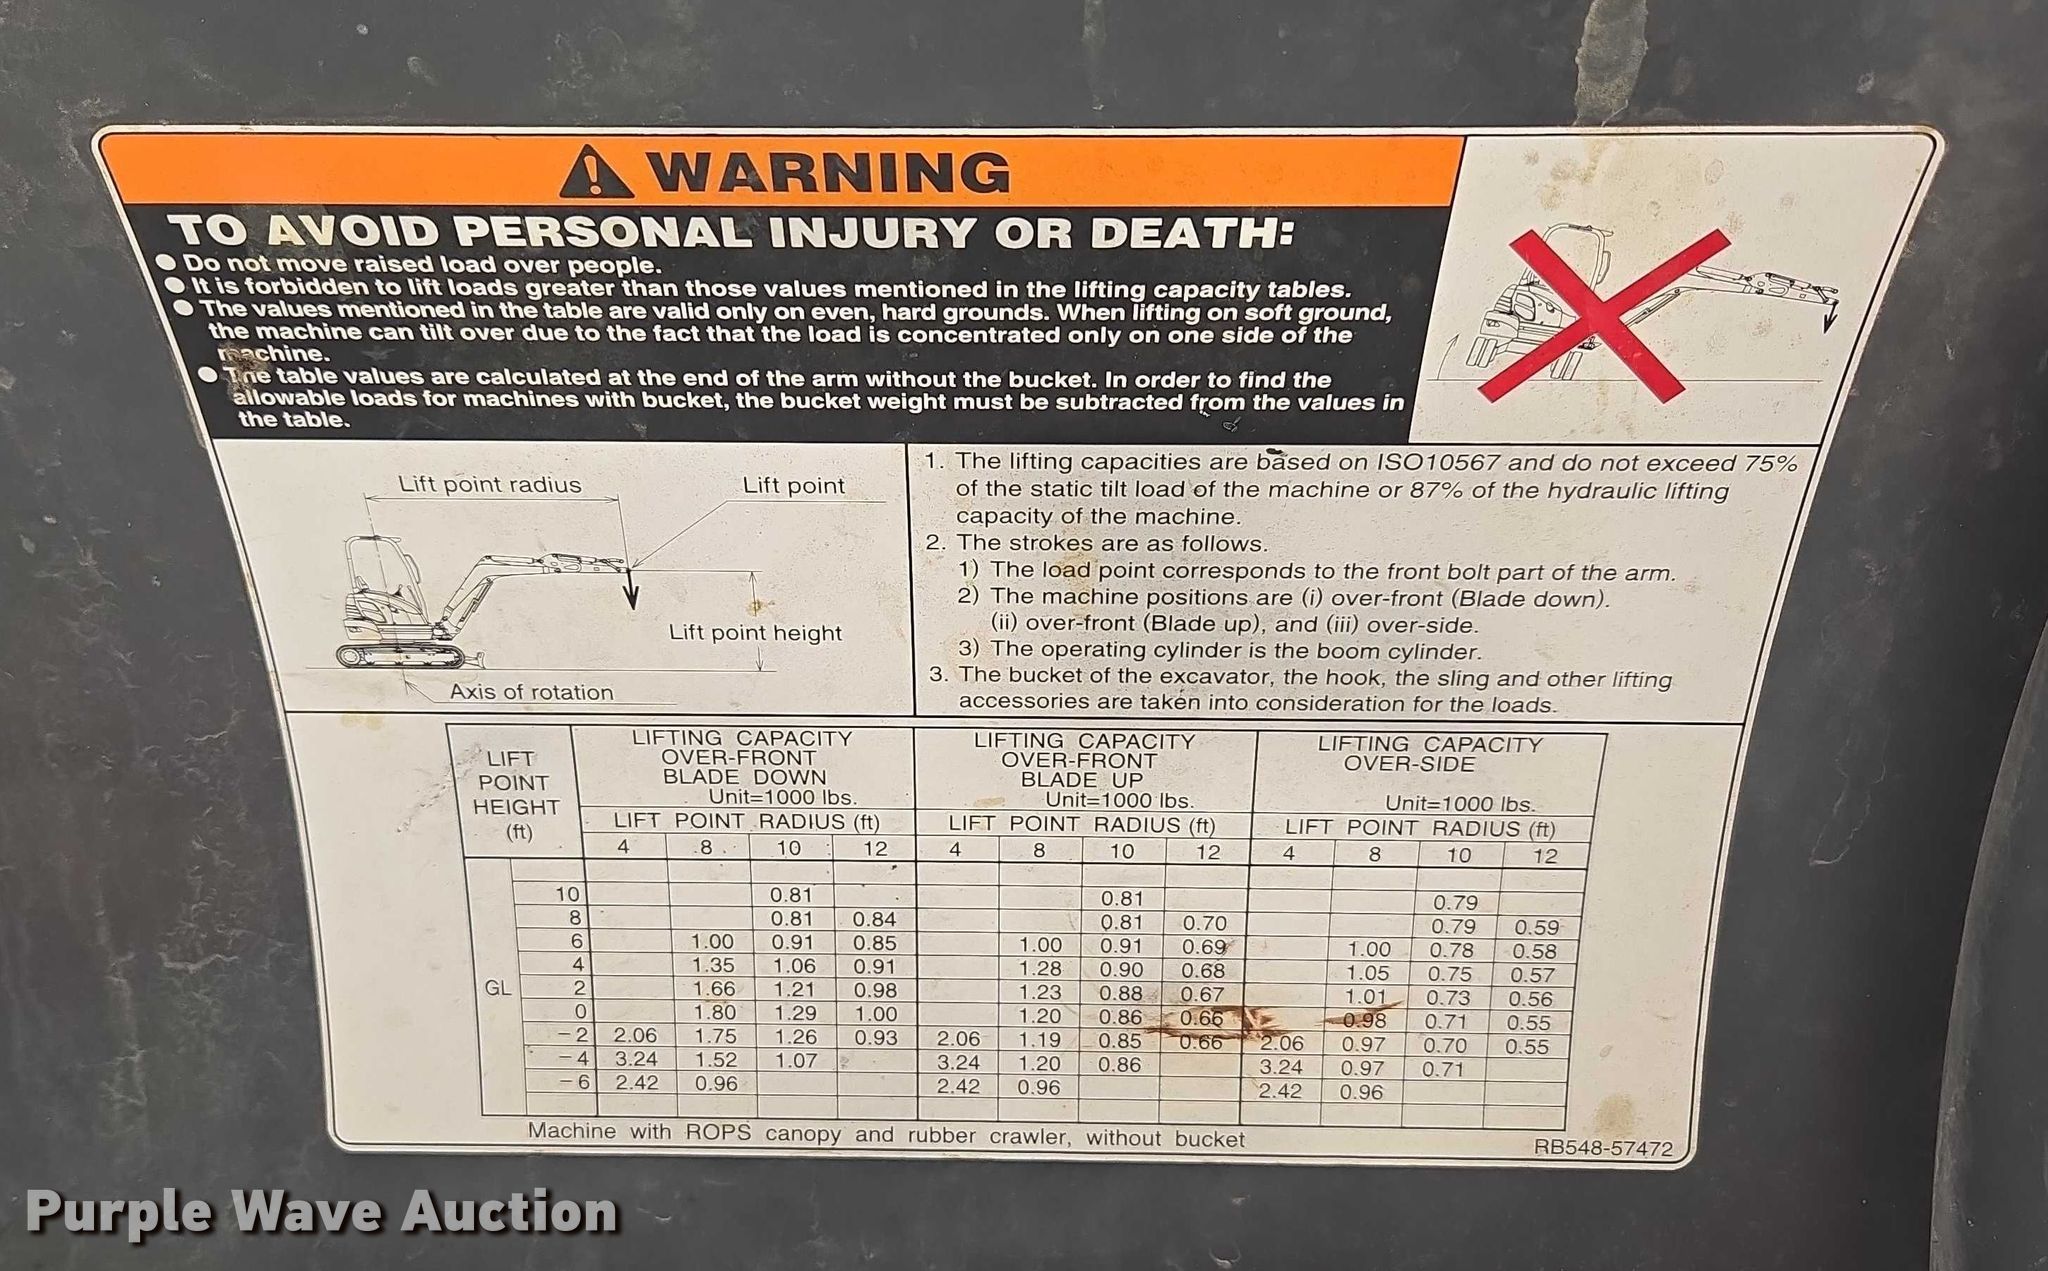 WARNING
TO AVOID PERSONAL INJURY OR DEATH:
● Do not move raised load over people.
● It is forbidden to lift loads greater than those values mentioned in the lifting capacity tables.
● The values mentioned in the table are valid only on even, hard grounds. When lifting on soft ground,
the machine can tilt over due to the fact that the load is concentrated only on one side of the
machine.
● The table values are calculated at the end of the arm without the bucket. In order to find the
allowable loads for machines with bucket, the bucket weight must be subtracted from the values in
the table.
Lift point radius
Lift point
Lift point height
Axis of rotation
1. The lifting capacities are based on ISO10567 and do not exceed 75%
of the static tilt load of the machine or 87% of the hydraulic lifting
capacity of the machine.
2. The strokes are as follows.
1) The load point corresponds to the front bolt part of the arm.
2) The machine positions are (i) over-front (Blade down).
(ii) over-front (Blade up), and (iii) over-side.
3) The operating cylinder is the boom cylinder.
3. The bucket of the excavator, the hook, the sling and other lifting
accessories are taken into consideration for the loads.
LIFT
POINT
HEIGHT
(ft)
LIFTING CAPACITY
OVER-FRONT
BLADE DOWN
Unit=1000 lbs.
LIFTING CAPACITY
OVER-FRONT
BLADE UP
Unit=1000 lbs.
LIFTING CAPACITY
OVER-SIDE
Unit=1000 lbs.
LIFT POINT RADIUS (ft) LIFT POINT RADIUS (ft) LIFT POINT RADIUS (ft)
4 8 10 12 4 8 10 12 4 8 10 12
10 0.81 0.81 0.79
8 0.81 0.84 0.81 0.70 0.79 0.59
6 1.00 0.91 0.85 1.00 0.91 0.69 1.00 0.78 0.58
4 1.35 1.06 0.91 1.28 0.90 0.68 1.05 0.75 0.57
GL 2 1.66 1.21 0.98 1.23 0.88 0.67 1.01 0.73 0.56
0 1.80 1.29 1.00 1.20 0.86 0.66 0.98 0.71 0.55
-2 2.06 1.75 1.26 0.93 2.06 1.19 0.85 0.66 2.06 0.97 0.70 0.55
-4 3.24 1.52 1.07 3.24 1.20 0.86 3.24 0.97 0.71
-6 2.42 0.96 2.42 0.96 2.42 0.96
Machine with ROPS canopy and rubber crawler, without bucket
RB548-57472
Purple Wave Auction